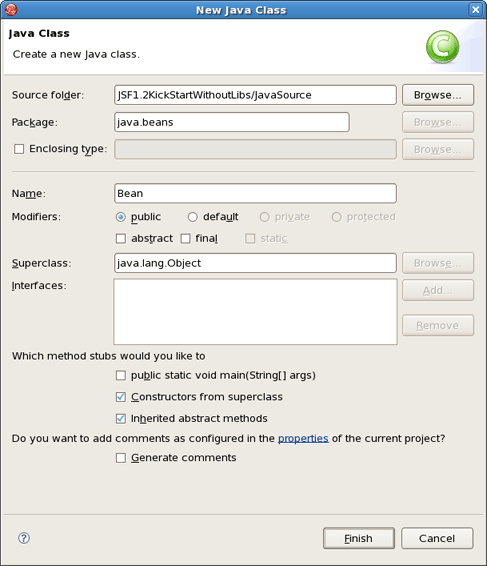 New Java Class
Java Class
Create a new Java class.
C
Source folder: JSF1.2KickStartWithoutLibs/JavaSource Browse...
Package: java.beans Browse...
Enclosing type: Browse...
Name: Bean
Modifiers: public default private protected
abstract final static
Superclass: java.lang.Object Browse...
Interfaces: Add...
Remove
Which method stubs would you like to
public static void main(String[] args)
Constructors from superclass
Inherited abstract methods
Do you want to add comments as configured in the properties of the current project?
Generate comments
? Finish Cancel